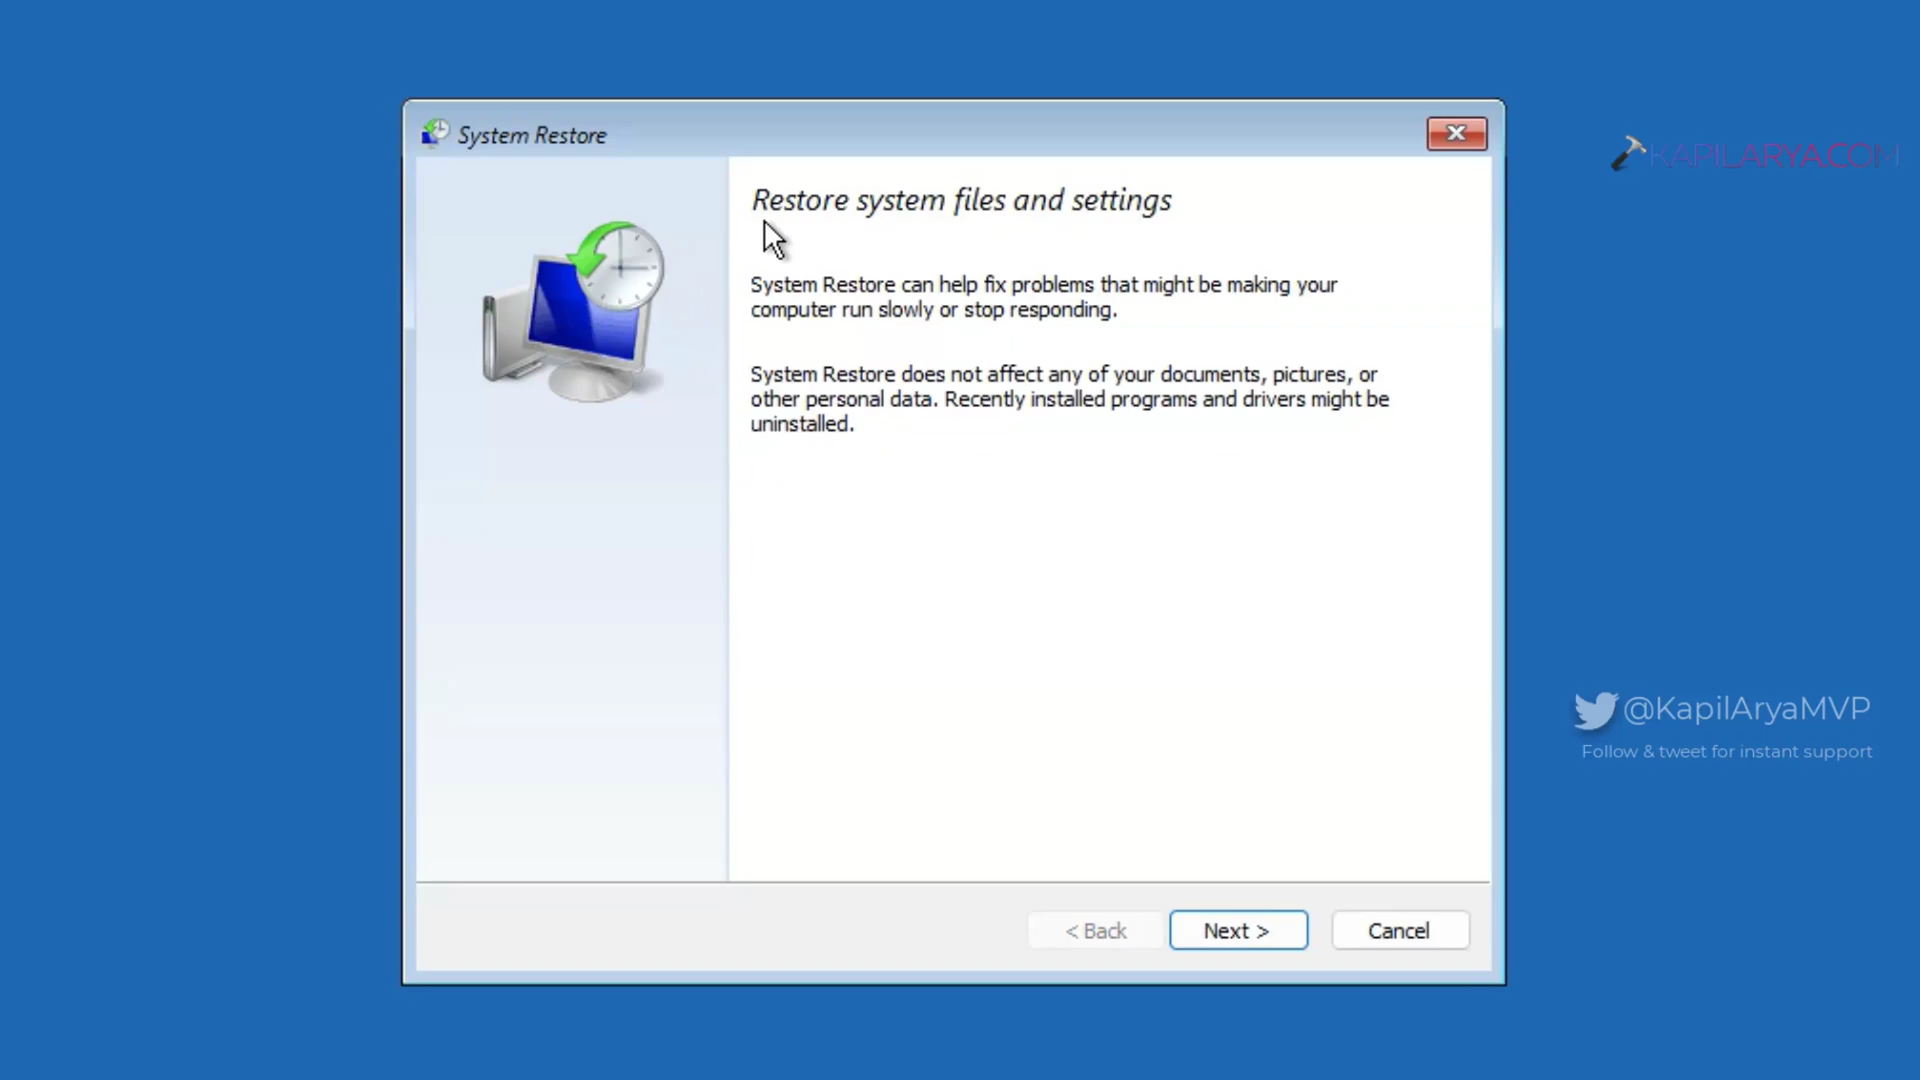 System Restore
KAPILARYA.COM
Restore system files and settings
System Restore can help fix problems that might be making your
computer run slowly or stop responding.
System Restore does not affect any of your documents, pictures, or
other personal data. Recently installed programs and drivers might be
uninstalled.
@KapilAryaMVP
Follow & tweet for instant support
< Back
Next >
Cancel